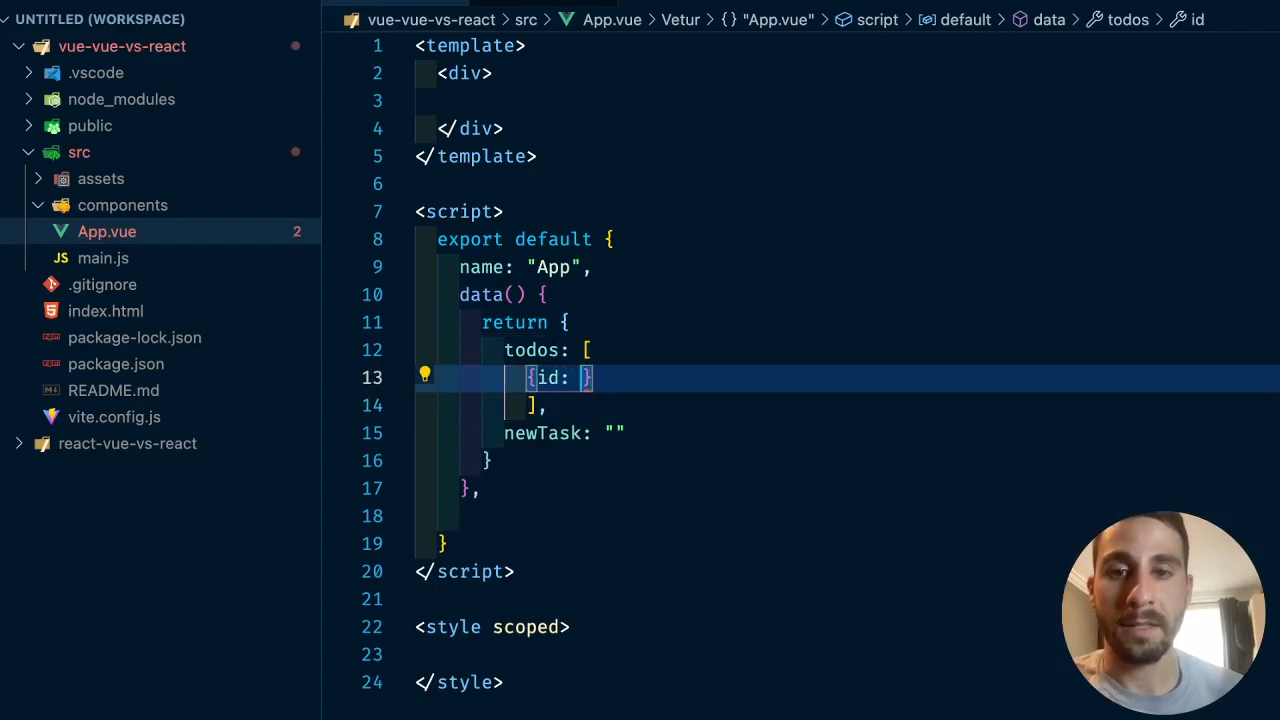 UNTITLED (WORKSPACE)
vue-vue-vs-react
.vscode
node_modules
public
src
assets
components
App.vue 2
JS main.js
.gitignore
index.html
package-lock.json
package.json
README.md
vite.config.js
react-vue-vs-react
vue-vue-vs-react › src › App.vue › Vetur › {} "App.vue" › script › default › data › todos › id
1 <template>
2 <div>
3
4 </div>
5 </template>
6
7 <script>
8 export default {
9 name: "App",
10 data() {
11 return {
12 todos: [
13 {id: }
14 ],
15 newTask: ""
16 }
17 },
18
19 }
20 </script>
21
22 <style scoped>
23
24 </style>